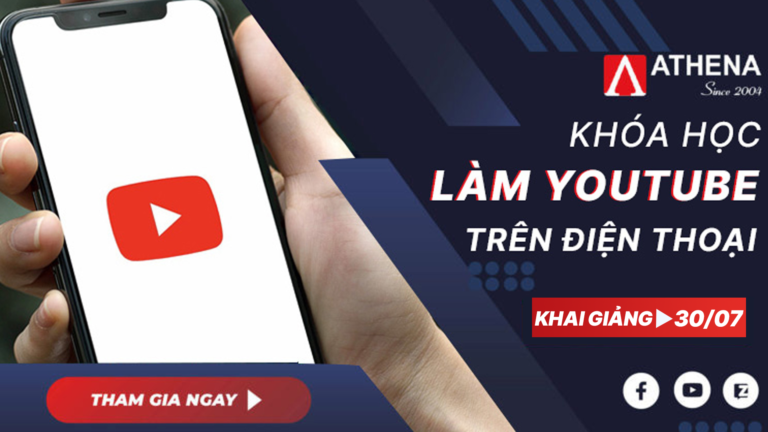 ATHENA
Since 2004
KHÓA HỌC
LÀM YOUTUBE
TRÊN ĐIỆN THOẠI
KHAI GIẢNG 30/07
THAM GIA NGAY